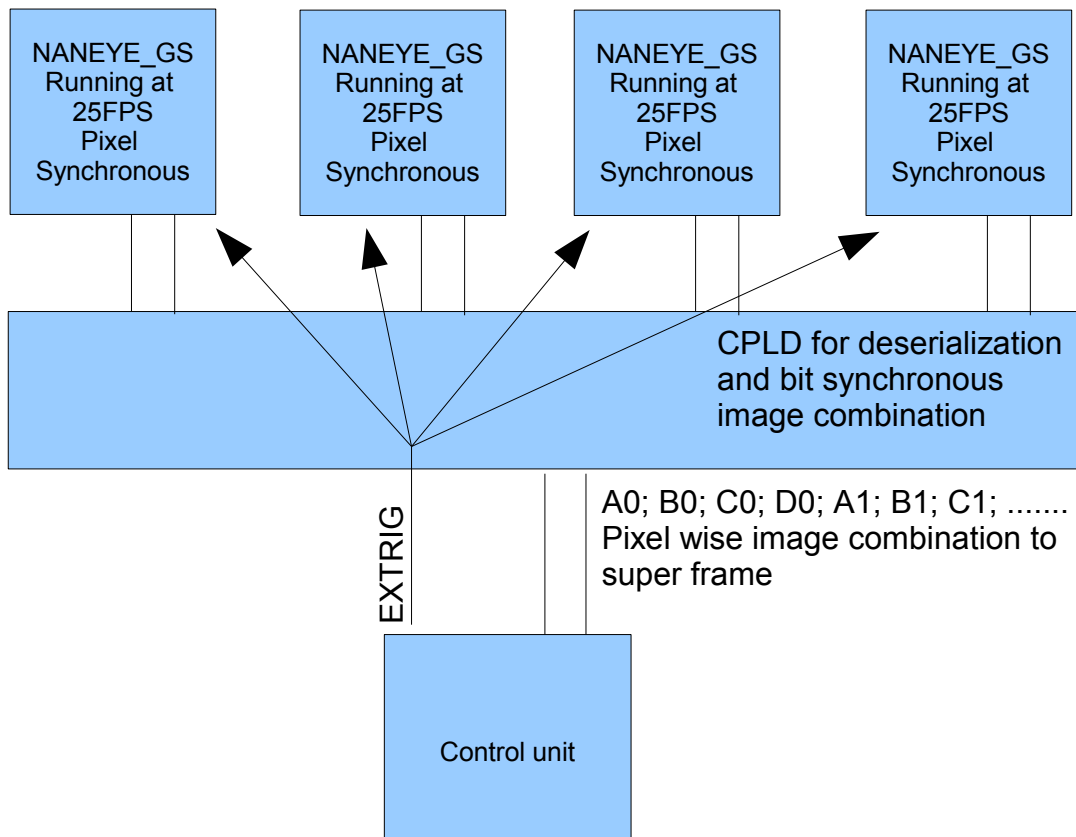 NANEYE_GS
Running at
25FPS
Pixel
Synchronous
NANEYE_GS
Running at
25FPS
Pixel
Synchronous
NANEYE_GS
Running at
25FPS
Pixel
Synchronous
NANEYE_GS
Running at
25FPS
Pixel
Synchronous
CPLD for deserialization
and bit synchronous
image combination
EXTRIG
A0; B0; C0; D0; A1; B1; C1; .......
Pixel wise image combination to
super frame
Control unit